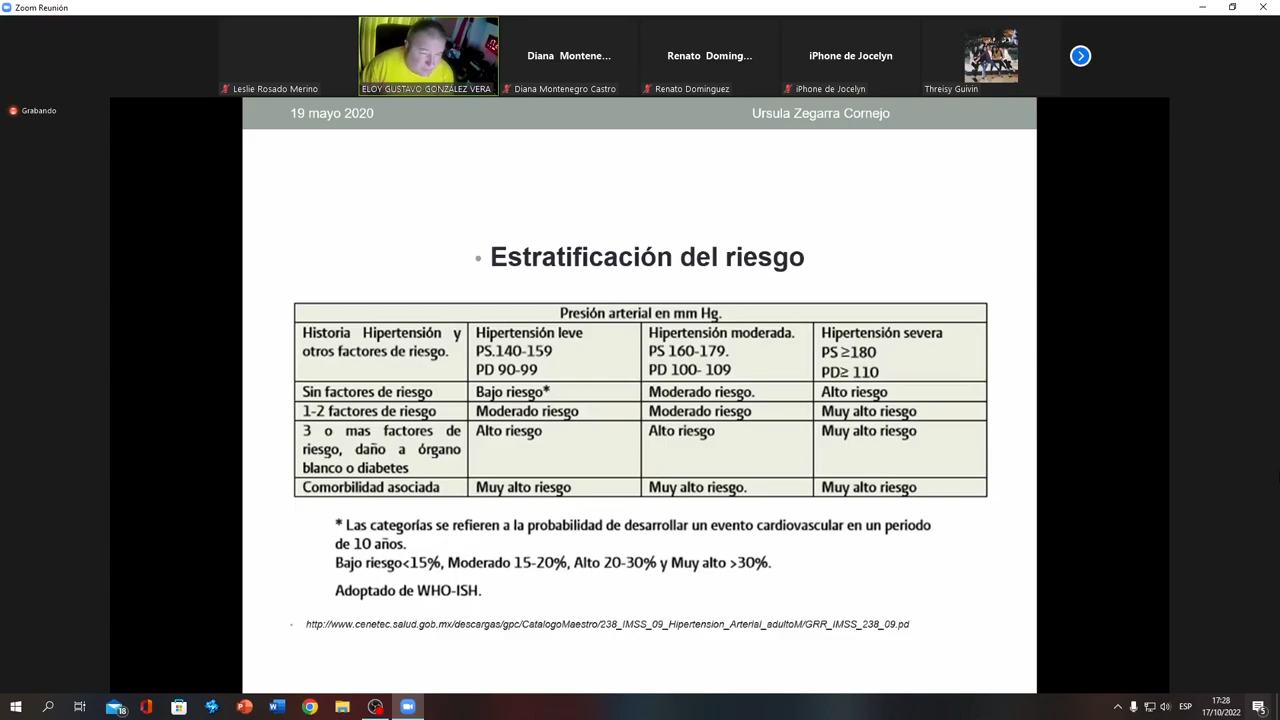 Zoom Reunión
Diana Montene...
Renato Doming...
iPhone de Jocelyn
Leslie Rosado Merino
ELOY GUSTAVO GONZALEZ VERA
Diana Montenegro Castro
Renato Dominguez
iPhone de Jocelyn
Threisy Guivin
Grabando
19 mayo 2020
Ursula Zegarra Cornejo
• Estratificación del riesgo
Presión arterial en mm Hg.
Historia Hipertensión y otros factores de riesgo.
Hipertensión leve
PS.140-159
PD 90-99
Hipertensión moderada.
PS 160-179.
PD 100- 109
Hipertensión severa
PS ≥180
PD≥ 110
Sin factores de riesgo
Bajo riesgo*
Moderado riesgo.
Alto riesgo
1-2 factores de riesgo
Moderado riesgo
Moderado riesgo
Muy alto riesgo
3 o mas factores de
riesgo, daño a órgano
blanco o diabetes
Alto riesgo
Alto riesgo
Muy alto riesgo
Comorbilidad asociada
Muy alto riesgo
Muy alto riesgo.
Muy alto riesgo
* Las categorías se refieren a la probabilidad de desarrollar un evento cardiovascular en un periodo
de 10 años.
Bajo riesgo<15%, Moderado 15-20%, Alto 20-30% y Muy alto >30%.
Adoptado de WHO-ISH.
• http://www.cenetec.salud.gob.mx/descargas/gpc/CatalogoMaestro/238_IMSS_09_Hipertension_Arterial_adultoM/GRR_IMSS_238_09.pd
18
ESP
17:28
17/10/2022
5